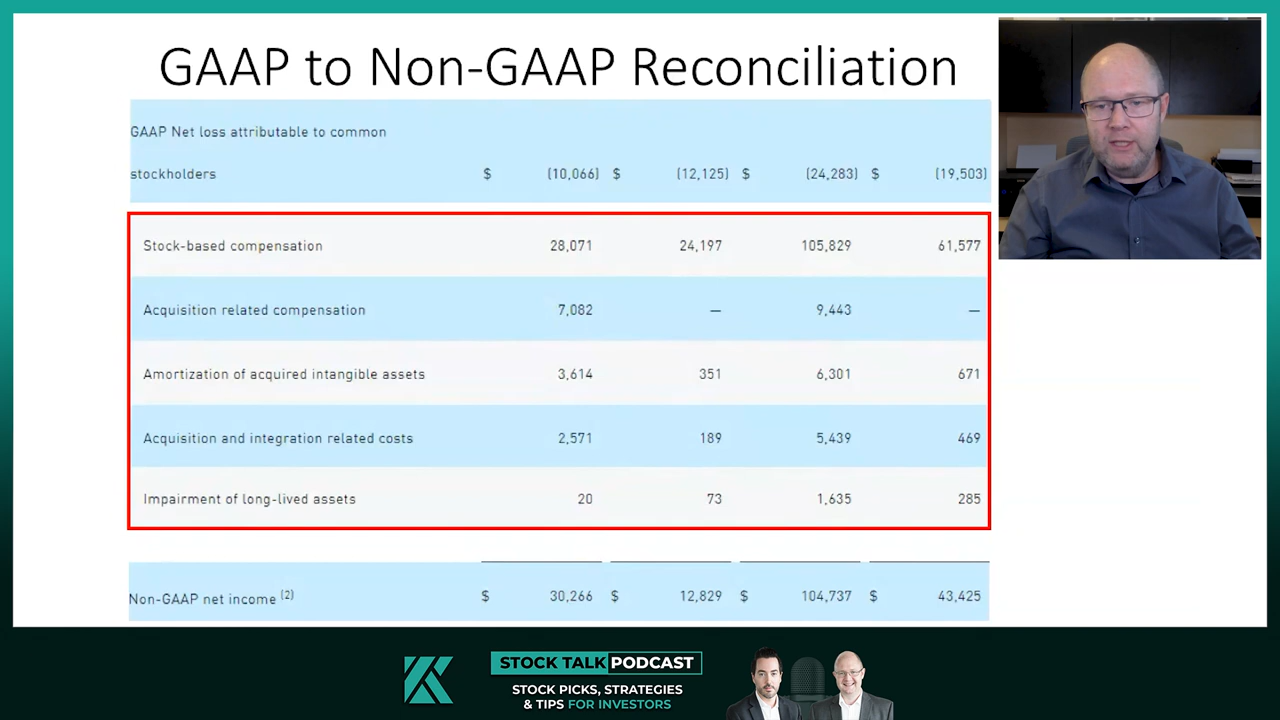 GAAP to Non-GAAP Reconciliation
GAAP Net loss attributable to common
stockholders $ (10,066) $ (12,125) $ (24,283) $ (19,503)
Stock-based compensation 28,071 24,197 105,829 61,577
Acquisition related compensation 7,082 — 9,443 —
Amortization of acquired intangible assets 3,614 351 6,301 671
Acquisition and integration related costs 2,571 189 5,439 469
Impairment of long-lived assets 20 73 1,635 285
Non-GAAP net income (2) $ 30,266 $ 12,829 $ 104,737 $ 43,425
STOCK TALK PODCAST
STOCK PICKS, STRATEGIES
& TIPS FOR INVESTORS